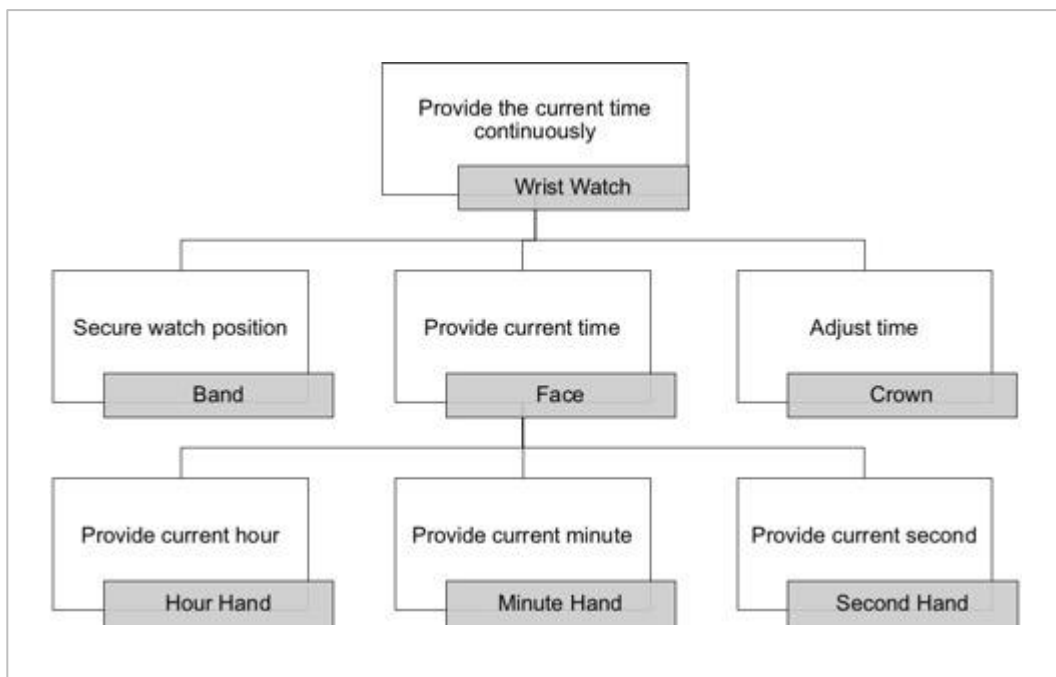 Provide the current time
continuously
Wrist Watch
Secure watch position
Band
Provide current time
Face
Adjust time
Crown
Provide current hour
Hour Hand
Provide current minute
Minute Hand
Provide current second
Second Hand